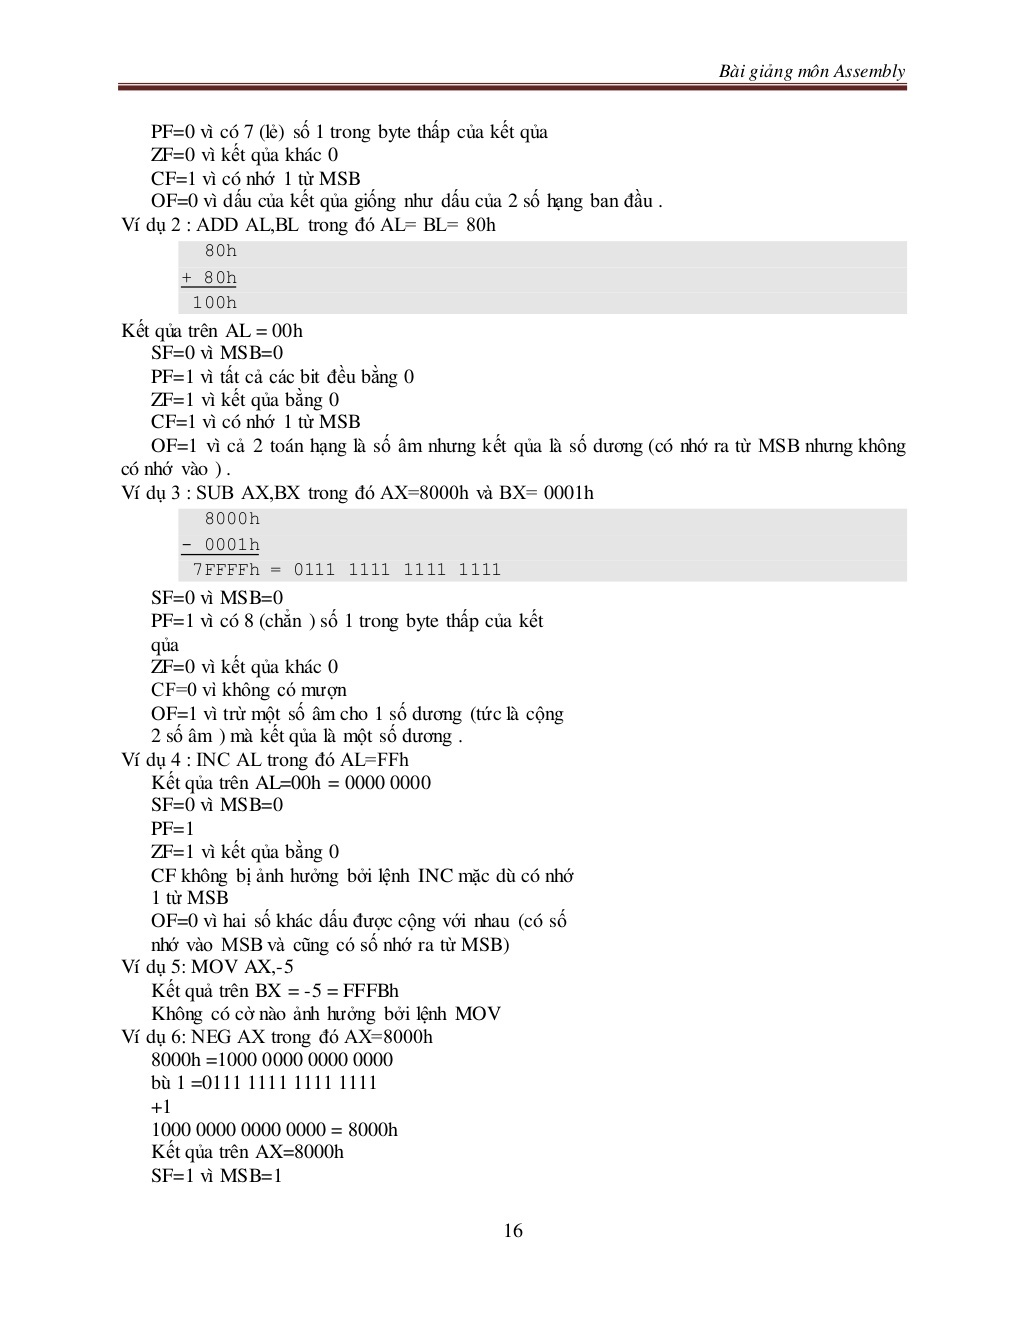 Bài giảng môn Assembly
PF=0 vì có 7 (lẻ) số 1 trong byte thấp của kết qủa
ZF=0 vì kết qủa khác 0
CF=1 vì có nhớ 1 từ MSB
OF=0 vì dấu của kết qủa giống như dấu của 2 số hạng ban đầu .
Ví dụ 2 : ADD AL,BL trong đó AL= BL= 80h
80h
+ 80h
100h
Kết qủa trên AL = 00h
SF=0 vì MSB=0
PF=1 vì tất cả các bit đều bằng 0
ZF=1 vì kết qủa bằng 0
CF=1 vì có nhớ 1 từ MSB
OF=1 vì cả 2 toán hạng là số âm nhưng kết qủa là số dương (có nhớ ra từ MSB nhưng không
có nhớ vào ) .
Ví dụ 3 : SUB AX,BX trong đó AX=8000h và BX= 0001h
8000h
- 0001h
7FFFFh = 0111 1111 1111 1111
SF=0 vì MSB=0
PF=1 vì có 8 (chẳn ) số 1 trong byte thấp của kết
qủa
ZF=0 vì kết qủa khác 0
CF=0 vì không có mượn
OF=1 vì trừ một số âm cho 1 số dương (tức là cộng
2 số âm ) mà kết qủa là một số dương .
Ví dụ 4 : INC AL trong đó AL=FFh
Kết qủa trên AL=00h = 0000 0000
SF=0 vì MSB=0
PF=1
ZF=1 vì kết qủa bằng 0
CF không bị ảnh hưởng bởi lệnh INC mặc dù có nhớ
1 từ MSB
OF=0 vì hai số khác dấu được cộng với nhau (có số
nhớ vào MSB và cũng có số nhớ ra từ MSB)
Ví dụ 5: MOV AX,-5
Kết quả trên BX = -5 = FFFBh
Không có cờ nào ảnh hưởng bởi lệnh MOV
Ví dụ 6: NEG AX trong đó AX=8000h
8000h =1000 0000 0000 0000
bù 1 =0111 1111 1111 1111
+1
1000 0000 0000 0000 = 8000h
Kết qủa trên AX=8000h
SF=1 vì MSB=1
16